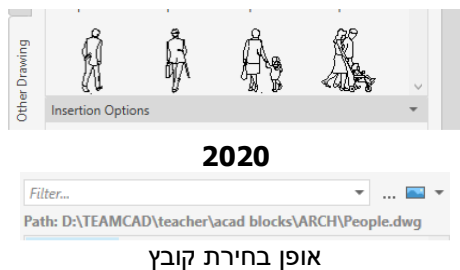 Other Drawing
Insertion Options
2020
Filter...
...
Path: D:\TEAMCAD\teacher\acad blocks\ARCH\People.dwg
אופן בחירת קובץ